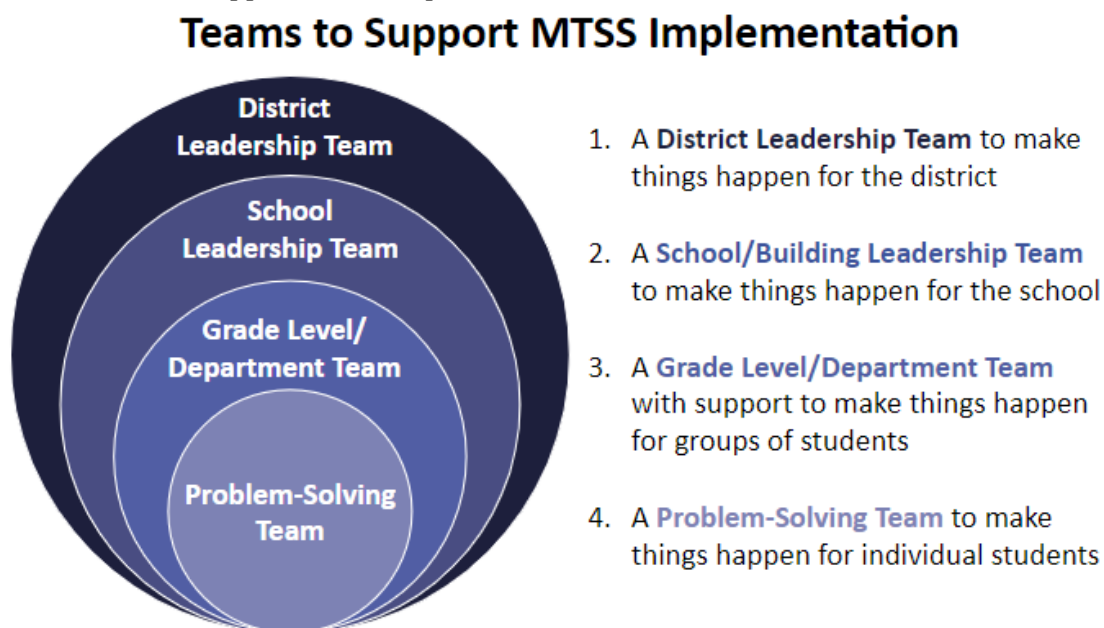 Teams to Support MTSS Implementation
District
Leadership Team
School
Leadership Team
Grade Level/
Department Team
Problem-Solving
Team
1. A District Leadership Team to make
things happen for the district
2. A School/Building Leadership Team
to make things happen for the school
3. A Grade Level/Department Team
with support to make things happen
for groups of students
4. A Problem-Solving Team to make
things happen for individual students